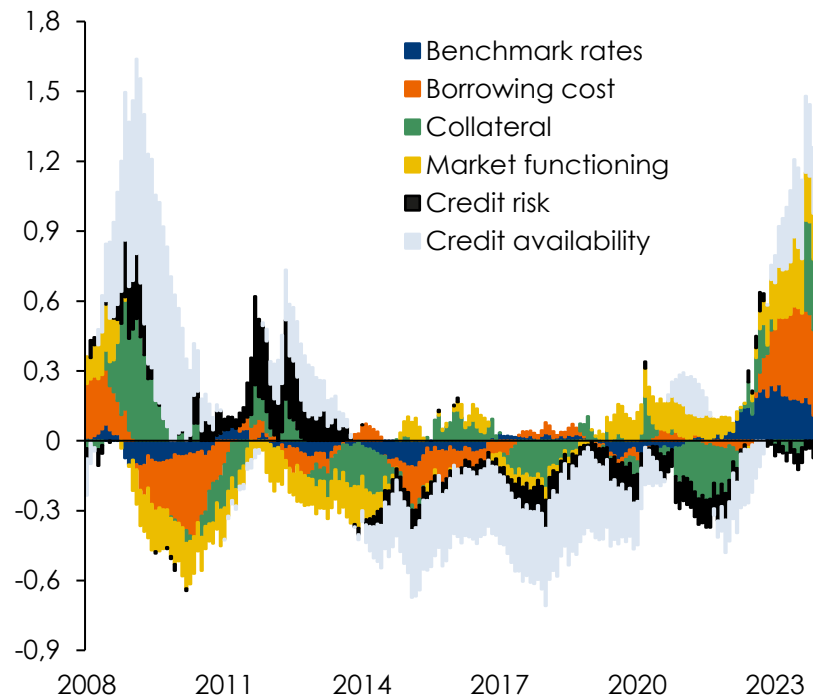 1,8
1,5
1,2
0,9
0,6
0,3
0
-0,3
-0,6
-0,9
Benchmark rates
Borrowing cost
Collateral
Market functioning
Credit risk
Credit availability
2008 2011 2014 2017 2020 2023